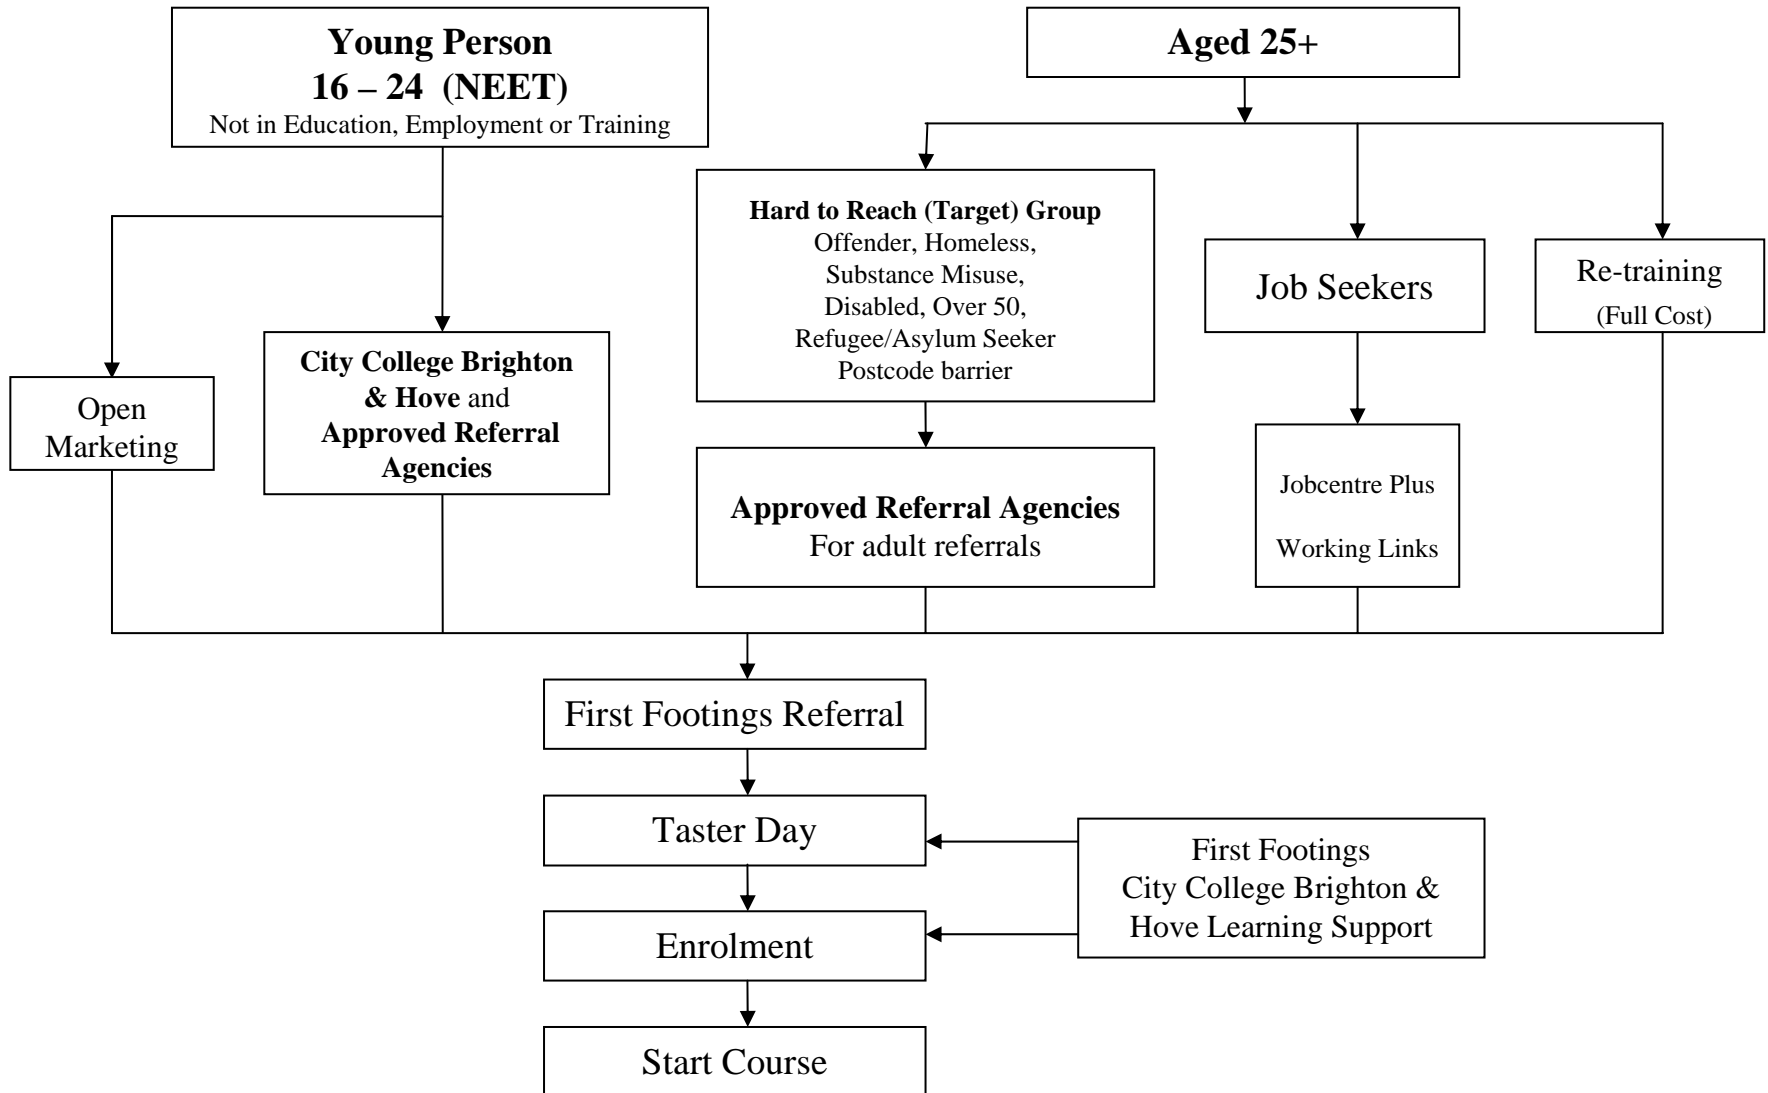 Young Person
16 – 24 (NEET)
Not in Education, Employment or Training
Aged 25+
Hard to Reach (Target) Group
Offender, Homeless,
Substance Misuse,
Disabled, Over 50,
Refugee/Asylum Seeker
Postcode barrier
Job Seekers
Re-training
(Full Cost)
Open
Marketing
City College Brighton
& Hove and
Approved Referral
Agencies
Approved Referral Agencies
For adult referrals
Jobcentre Plus
Working Links
First Footings Referral
Taster Day
First Footings
City College Brighton &
Hove Learning Support
Enrolment
Start Course